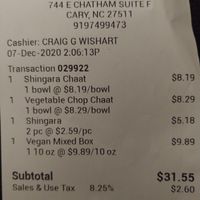 744 E CHATHAM SUITE F
CARY, NC 27511
9197499473
Cashier: CRAIG G WISHART
07-Dec-2020 2:06:13P
Transaction 029922
1 Shingara Chaat $8.19
1 bowl @ $8.19/bowl
1 Vegetable Chop Chaat $8.29
1 bowl @ $8.29/bowl
1 Shingara $5.18
2 pc @ $2.59/pc
1 Vegan Mixed Box $9.89
1 10 oz @ $9.89/10 oz
Subtotal $31.55
Sales & Use Tax 8.25% $2.60